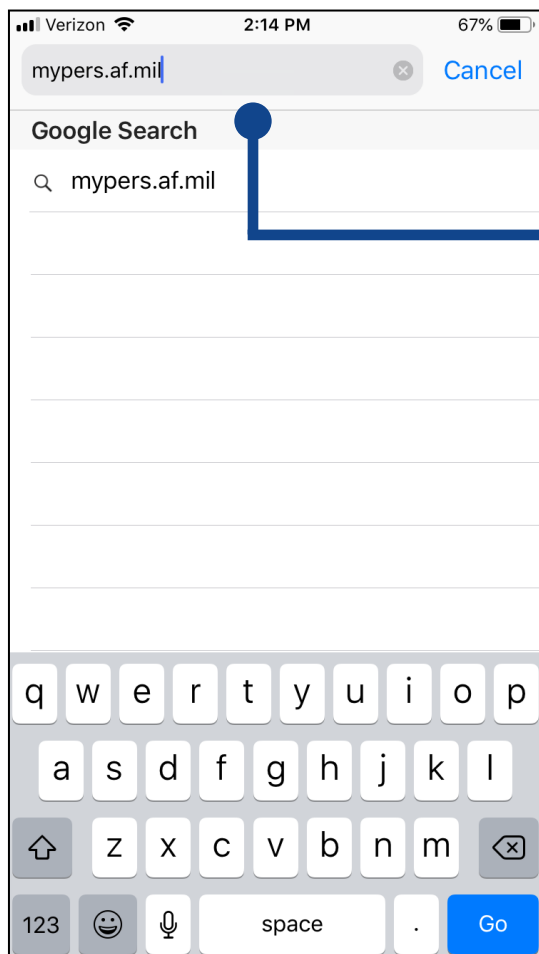 Verizon 2:14 PM 67%
mypers.af.mil Cancel
Google Search
mypers.af.mil
q w e r t y u i o p
a s d f g h j k l
z x c v b n m
123 space . Go